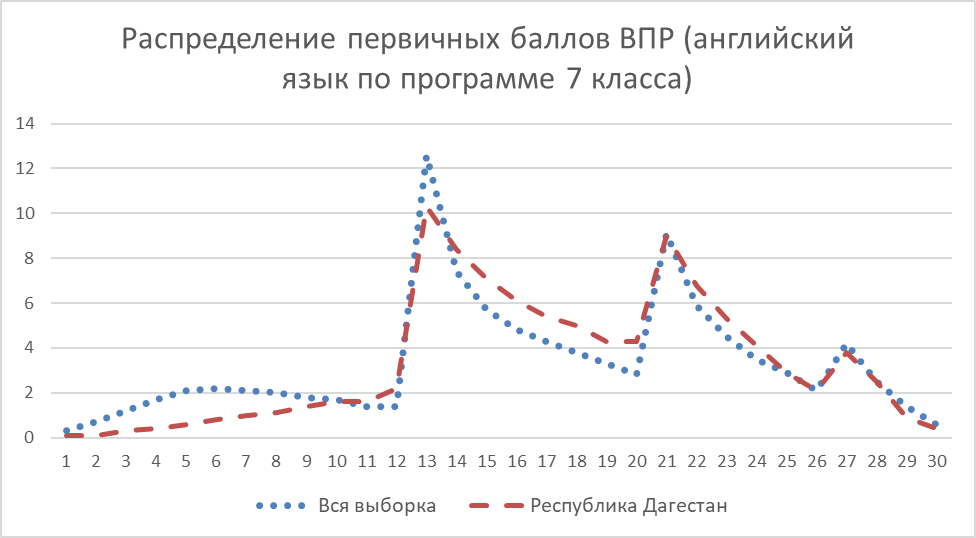 Распределение первичных баллов ВПР (английский
язык по программе 7 класса)
14
12
10
8
6
4
2
0
1 2 3 4 5 6 7 8 9 10 11 12 13 14 15 16 17 18 19 20 21 22 23 24 25 26 27 28 29 30
Вся выборка Республика Дагестан